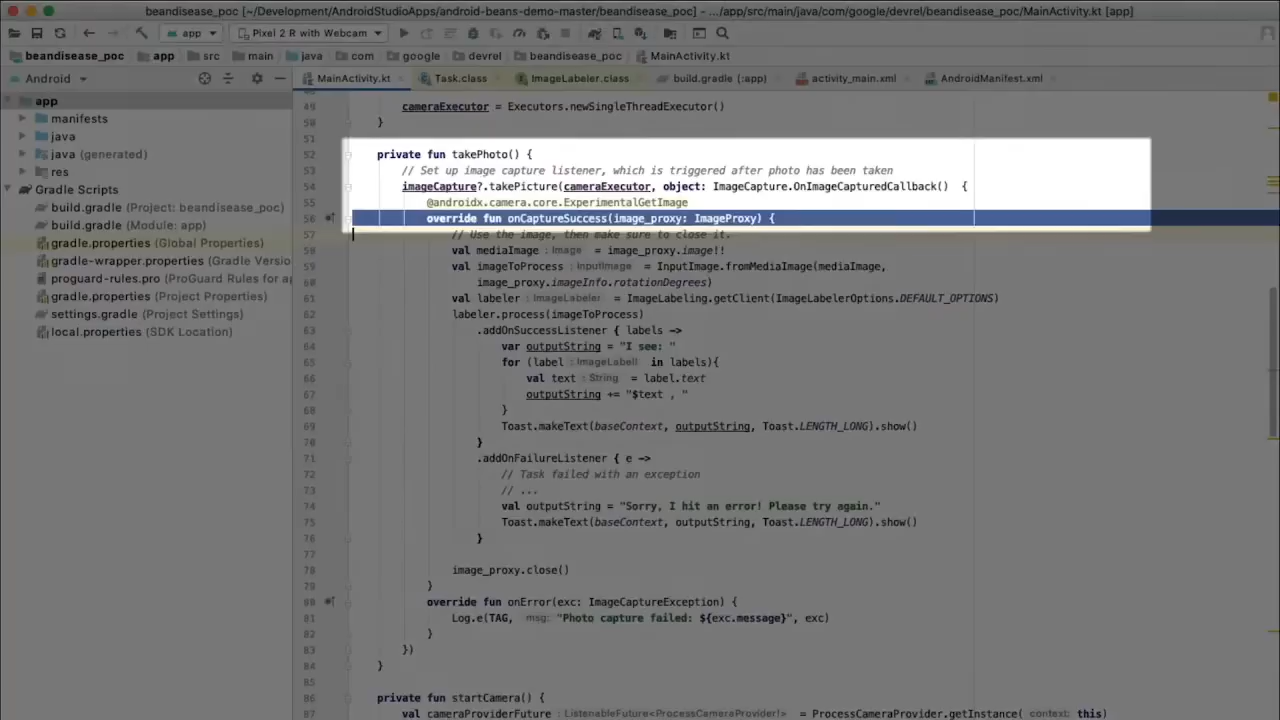 beandisease_poc [~/Development/AndroidStudioApps/android-beans-demo-master/beandisease_poc] - .../app/src/main/java/com/google/devrel/beandisease_poc/MainActivity.kt [app]
app
Pixel 2 R with Webcam
beandisease_poc
app
src
main
java
com
google
devrel
beandisease_poc
MainActivity.kt
Android
MainActivity.kt
Task.class
ImageLabeler.class
build.gradle (:app)
activity_main.xml
AndroidManifest.xml
app
manifests
java
java (generated)
res
Gradle Scripts
build.gradle (Project: beandisease_poc)
build.gradle (Module: app)
gradle.properties (Global Properties)
gradle-wrapper.properties (Gradle Versio
proguard-rules.pro (ProGuard Rules for ap
gradle.properties (Project Properties)
settings.gradle (Project Settings)
local.properties (SDK Location)
49 cameraExecutor = Executors.newSingleThreadExecutor()
50 }
51
52 private fun takePhoto() {
53 // Set up image capture listener, which is triggered after photo has been taken
54 imageCapture?.takePicture(cameraExecutor, object: ImageCapture.OnImageCapturedCallback() {
55 @androidx.camera.core.ExperimentalGetImage
56 override fun onCaptureSuccess(image_proxy: ImageProxy) {
57 // Use the image, then make sure to close it.
58 val mediaImage : Image = image_proxy.image!!
59 val imageToProcess : InputImage = InputImage.fromMediaImage(mediaImage,
60 image_proxy.imageInfo.rotationDegrees)
61 val labeler : ImageLabeler = ImageLabeling.getClient(ImageLabelerOptions.DEFAULT_OPTIONS)
62 labeler.process(imageToProcess)
63 .addOnSuccessListener { labels ->
64 var outputString = "I see: "
65 for (label : ImageLabel! in labels){
66 val text : String = label.text
67 outputString += "$text , "
68 }
69 Toast.makeText(baseContext, outputString, Toast.LENGTH_LONG).show()
70 }
71 .addOnFailureListener { e ->
72 // Task failed with an exception
73 // ...
74 val outputString = "Sorry, I hit an error! Please try again."
75 Toast.makeText(baseContext, outputString, Toast.LENGTH_LONG).show()
76 }
77
78 image_proxy.close()
79 }
80 override fun onError(exc: ImageCaptureException) {
81 Log.e(TAG, msg: "Photo capture failed: ${exc.message}", exc)
82 }
83 })
84 }
85
86 private fun startCamera() {
87 val cameraProviderFuture : ListenableFuture<ProcessCameraProvider!> = ProcessCameraProvider.getInstance( context: this)